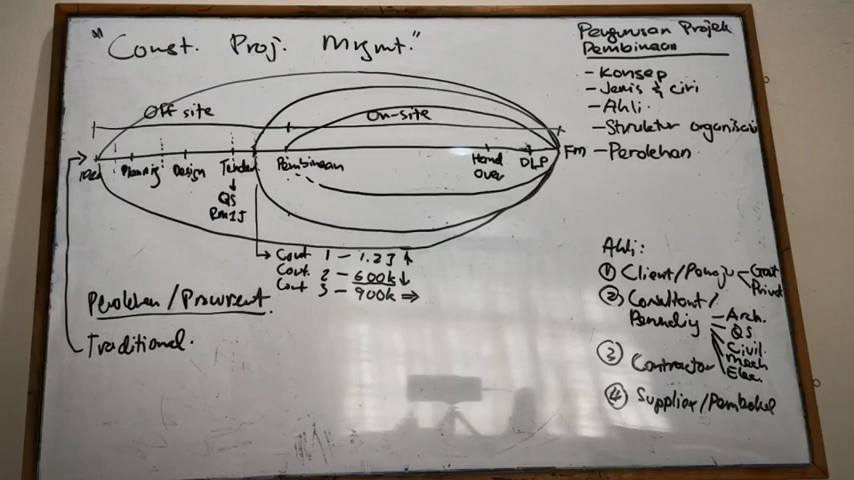 "Const. Proj. Mngmt."
Off site
On-site
Idea
Planning
Design
Tender
Pembinaan
Hand
Over
DLP
Fm
QS
Rm1J
Cont 1 - 1.2J ↑
Cont. 2 - 600k ↓
Cont 3 - 900k ⇒
Perolehan / Procurement
Traditional.
Pengurusan Projek
Pembinaan
- Konsep
- Jenis & ciri
- Ahli.
- Struktur organisasi
- Perolehan
Ahli:
① Client/
Govt
Privat
② Consultant/
Perunding
- Arch.
- QS
Civil.
Mech
Elec.
③ Contractor
④ Supplier/Pembekal